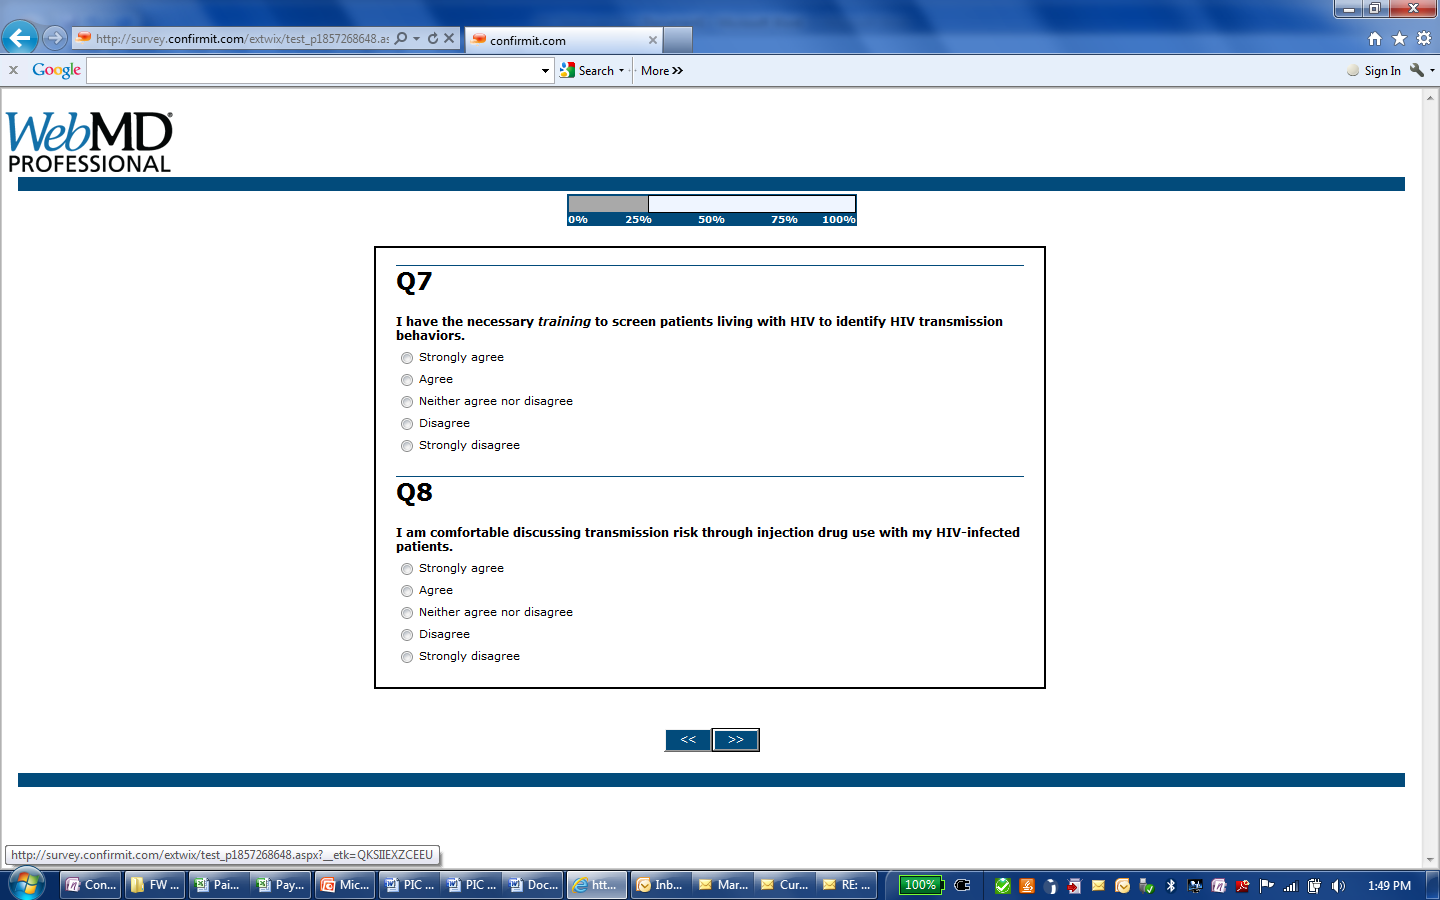 http://survey.confirmit.com/extwix/test_p1857268648.as
confirmit.com
x Google Search More >> Sign In
WebMD®
PROFESSIONAL
0% 25% 50% 75% 100%
Q7
I have the necessary training to screen patients living with HIV to identify HIV transmission
behaviors.
Strongly agree
Agree
Neither agree nor disagree
Disagree
Strongly disagree
Q8
I am comfortable discussing transmission risk through injection drug use with my HIV-infected
patients.
Strongly agree
Agree
Neither agree nor disagree
Disagree
Strongly disagree
<< >>
http://survey.confirmit.com/extwix/test_p1857268648.aspx?__etk=QKSIIEXZCEEU
Con... FW ... Pai... Pay... Mic... PIC ... PIC ... Doc... htt... Inb... Mar... Cur... RE: ... 100% 1:49 PM